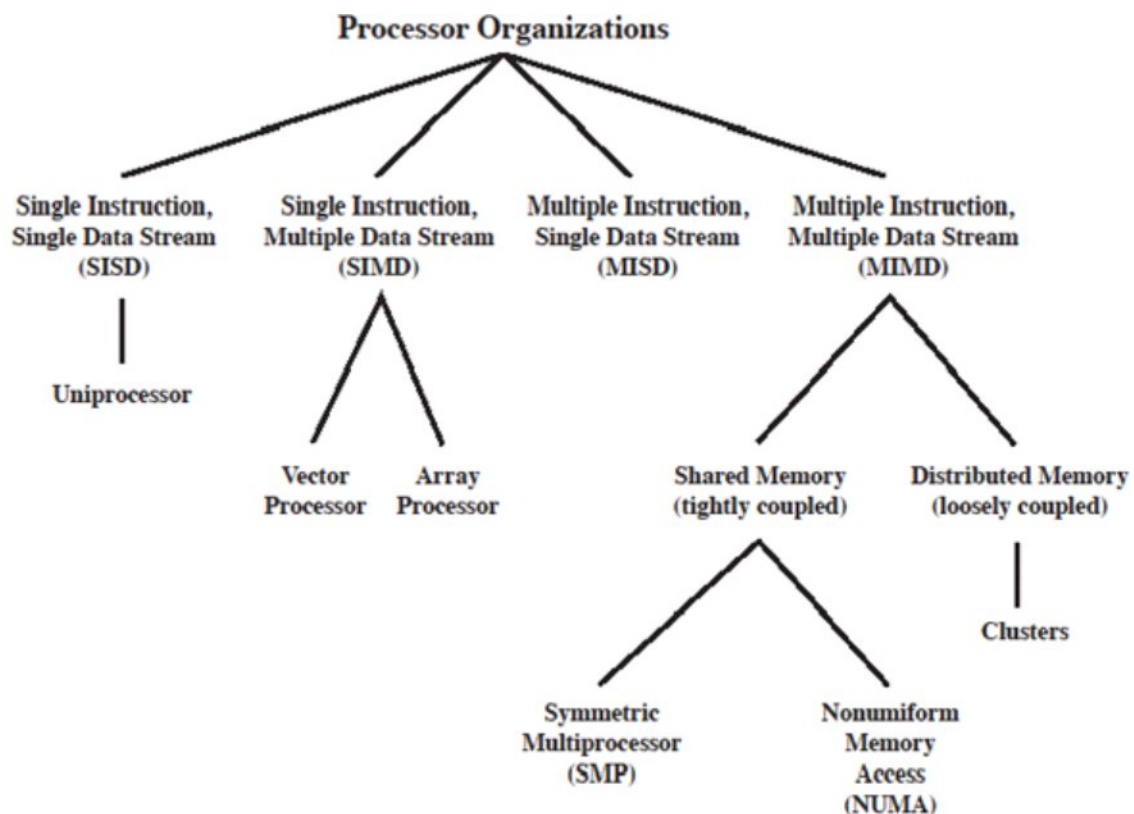 Processor Organizations
Single Instruction,
Single Data Stream
(SISD)
Single Instruction,
Multiple Data Stream
(SIMD)
Multiple Instruction,
Single Data Stream
(MISD)
Multiple Instruction,
Multiple Data Stream
(MIMD)
Uniprocessor
Vector
Processor
Array
Processor
Shared Memory
(tightly coupled)
Distributed Memory
(loosely coupled)
Clusters
Symmetric
Multiprocessor
(SMP)
Nonumiform
Memory
Access
(NUMA)